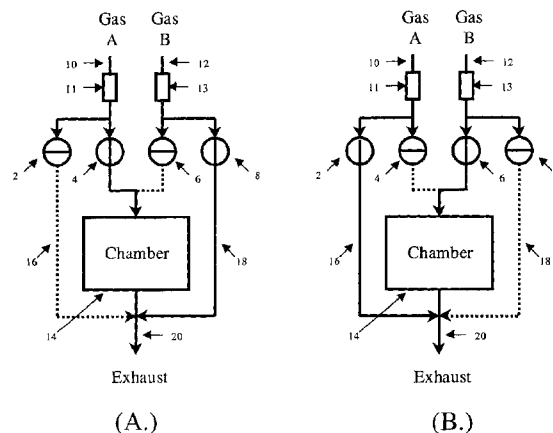 Gas Gas
A B
10 12
11 13
2 4 6 8
Chamber
16 18
14 20
Exhaust
(A.)
Gas Gas
A B
10 12
11 13
2 4 6
Chamber
16 18
14 20
Exhaust
(B.)